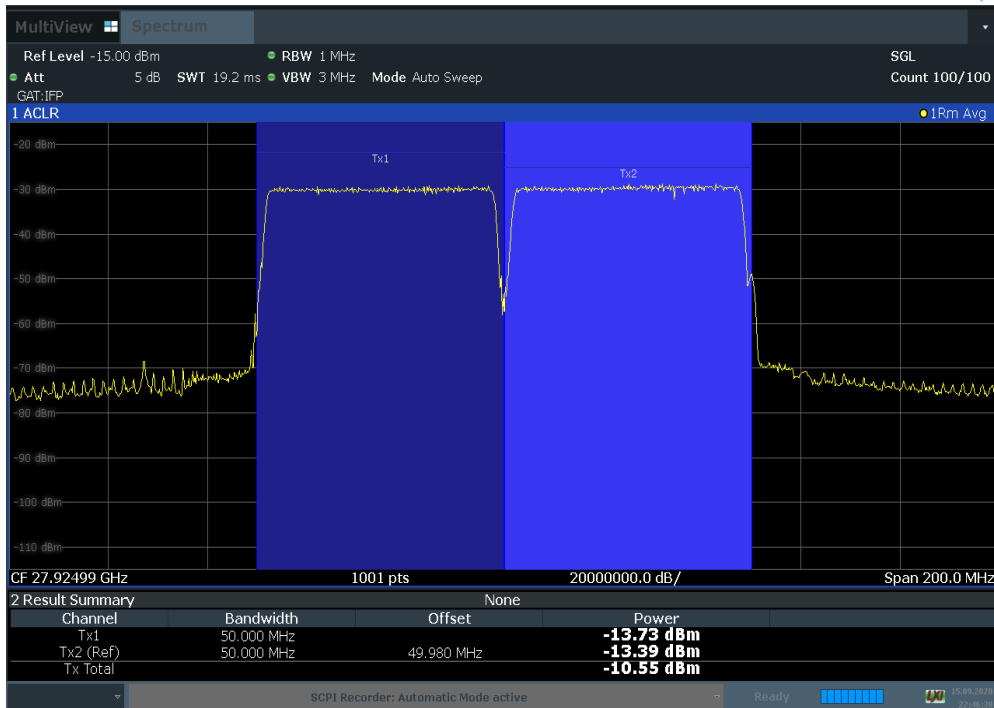 MultiView Spectrum
Ref Level -15.00 dBm RBW 1 MHz SGL
Att 5 dB SWT 19.2 ms VBW 3 MHz Mode Auto Sweep Count 100/100
GAT:IFP
1 ACLR 1Rm Avg
-20 dBm
Tx1
Tx2
-30 dBm
-40 dBm
-50 dBm
-60 dBm
-70 dBm
-80 dBm
-90 dBm
-100 dBm
-110 dBm
CF 27.92499 GHz 1001 pts 20000000.0 dB/ Span 200.0 MHz
2 Result Summary None
Channel Bandwidth Offset Power
Tx1 50.000 MHz -13.73 dBm
Tx2 (Ref) 50.000 MHz 49.980 MHz -13.39 dBm
Tx Total -10.55 dBm
SCPI Recorder: Automatic Mode active Ready LXI 15.09.2020
22:46:20